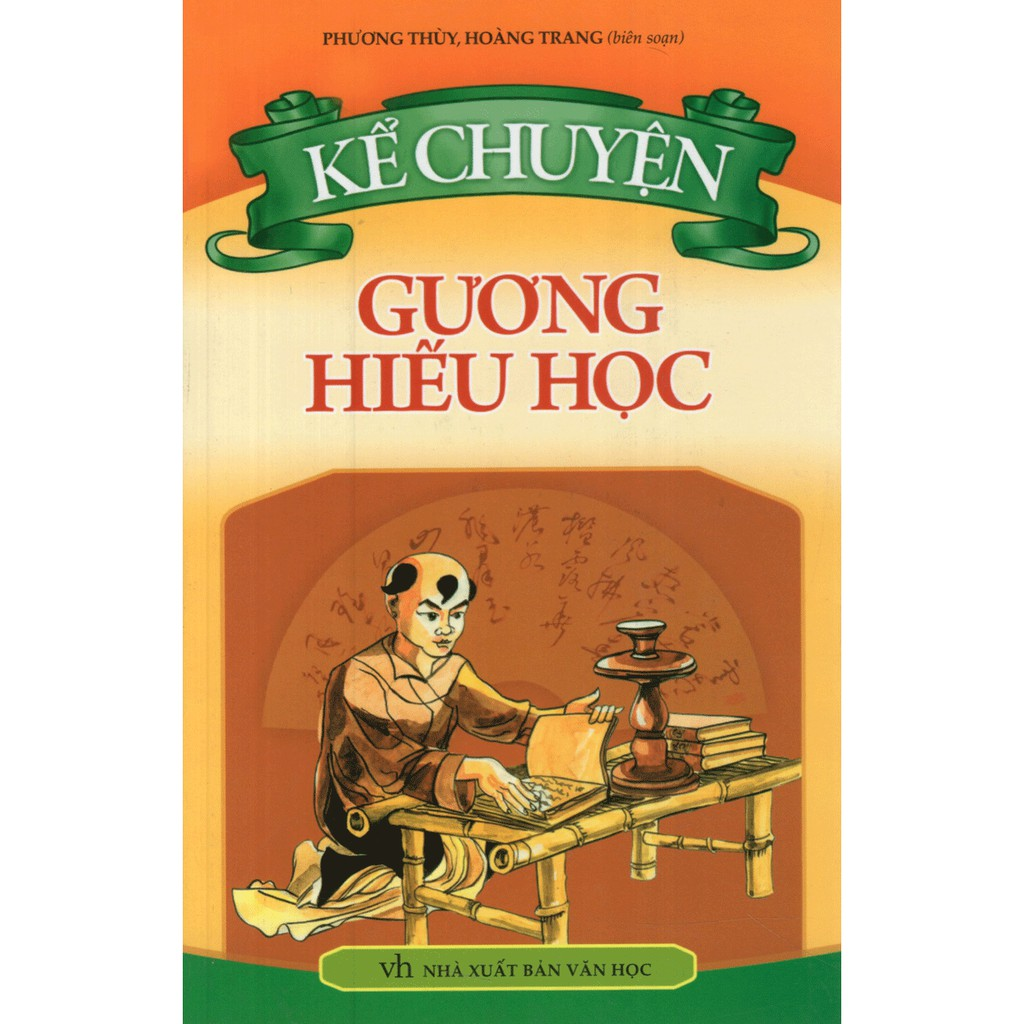 PHƯƠNG THÙY, HOÀNG TRANG (biên soạn)
KỂ CHUYỆN
GƯƠNG
HIẾU HỌC
vh NHÀ XUẤT BẢN VĂN HỌC